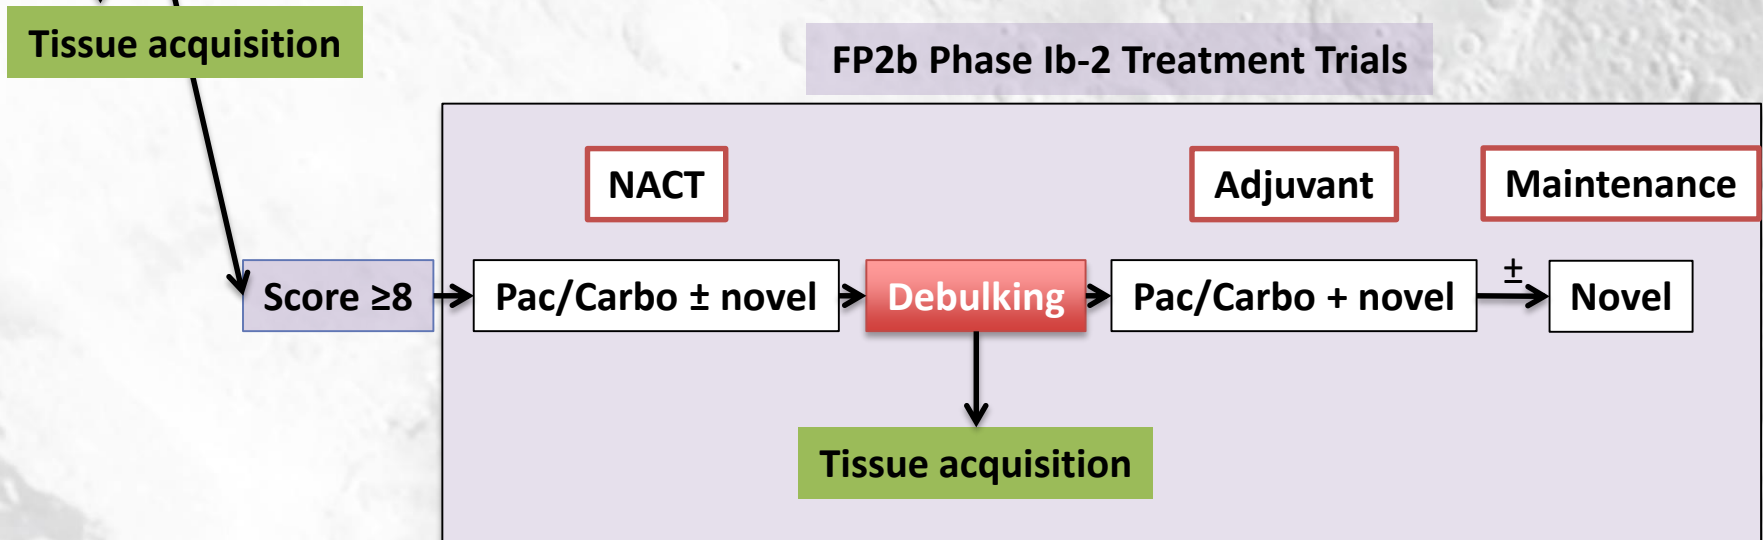 Tissue acquisition
FP2b Phase Ib-2 Treatment Trials
NACT
Adjuvant
Maintenance
Score ≥8
Pac/Carbo ± novel
Debulking
Pac/Carbo + novel
±
Novel
Tissue acquisition